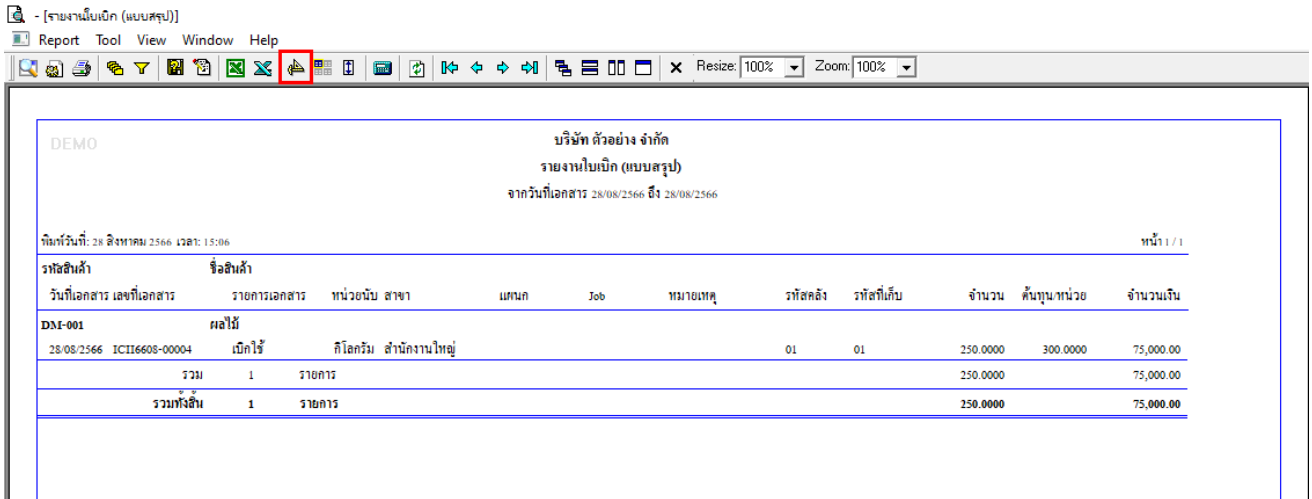 - [รายงานใบเบิก (แบบสรุป)]
Report Tool View Window Help
Resize: 100% Zoom: 100%
DEMO
บริษัท ตัวอย่าง จำกัด
รายงานใบเบิก (แบบสรุป)
จากวันที่เอกสาร 28/08/2566 ถึง 28/08/2566
พิมพ์วันที่: 28 สิงหาคม 2566 เวลา: 15:06 หน้า 1 / 1
รหัสสินค้า ชื่อสินค้า
วันที่เอกสาร เลขที่เอกสาร รายการเอกสาร หน่วยนับ สาขา แผนก Job หมายเหตุ รหัสคลัง รหัสที่เก็บ จำนวน ต้นทุน/หน่วย จำนวนเงิน
DM-001 ผลไม้
28/08/2566 ICII6608-00004 เบิกใช้ กิโลกรัม สำนักงานใหญ่ 01 01 250.0000 300.0000 75,000.00
รวม 1 รายการ 250.0000 75,000.00
รวมทั้งสิ้น 1 รายการ 250.0000 75,000.00